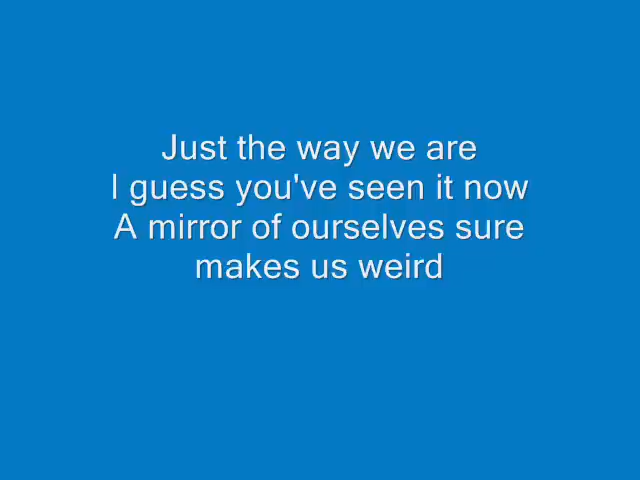 Just the way we are
I guess you've seen it now
A mirror of ourselves sure
makes us weird